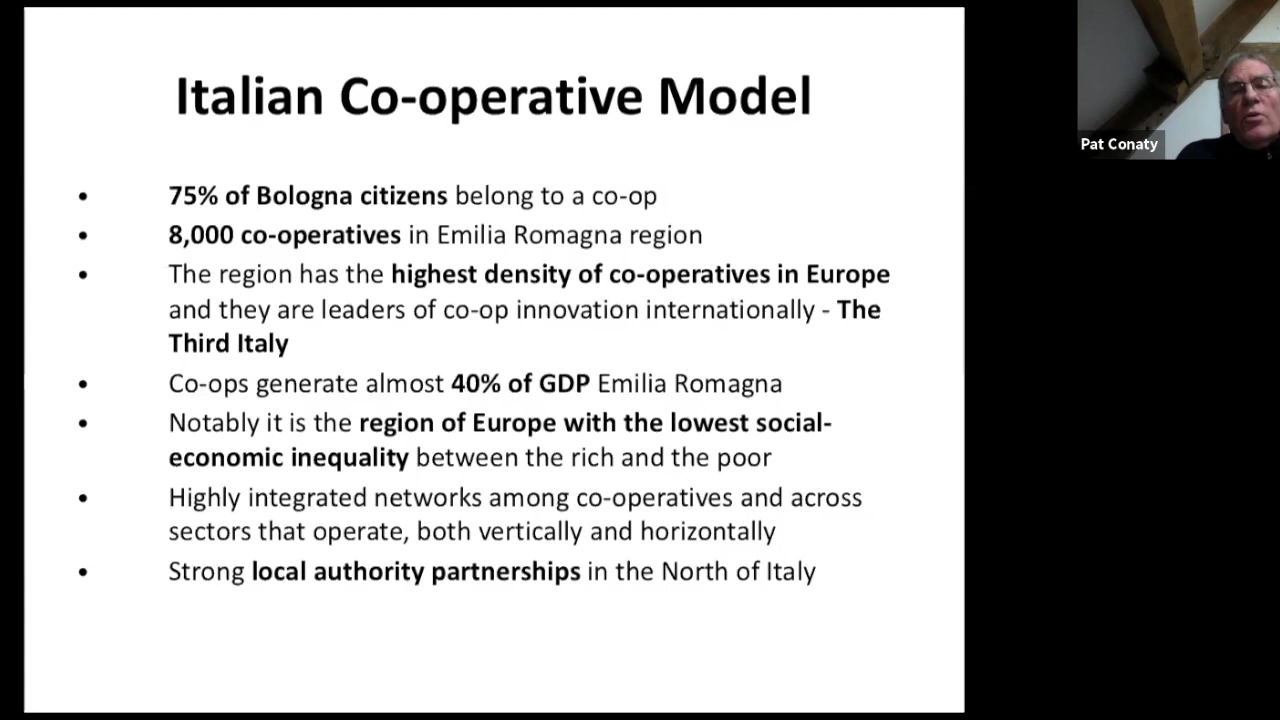 Italian Co-operative Model
• 75% of Bologna citizens belong to a co-op
• 8,000 co-operatives in Emilia Romagna region
• The region has the highest density of co-operatives in Europe
and they are leaders of co-op innovation internationally - The
Third Italy
• Co-ops generate almost 40% of GDP Emilia Romagna
• Notably it is the region of Europe with the lowest social-
economic inequality between the rich and the poor
• Highly integrated networks among co-operatives and across
sectors that operate, both vertically and horizontally
• Strong local authority partnerships in the North of Italy
Pat Conaty